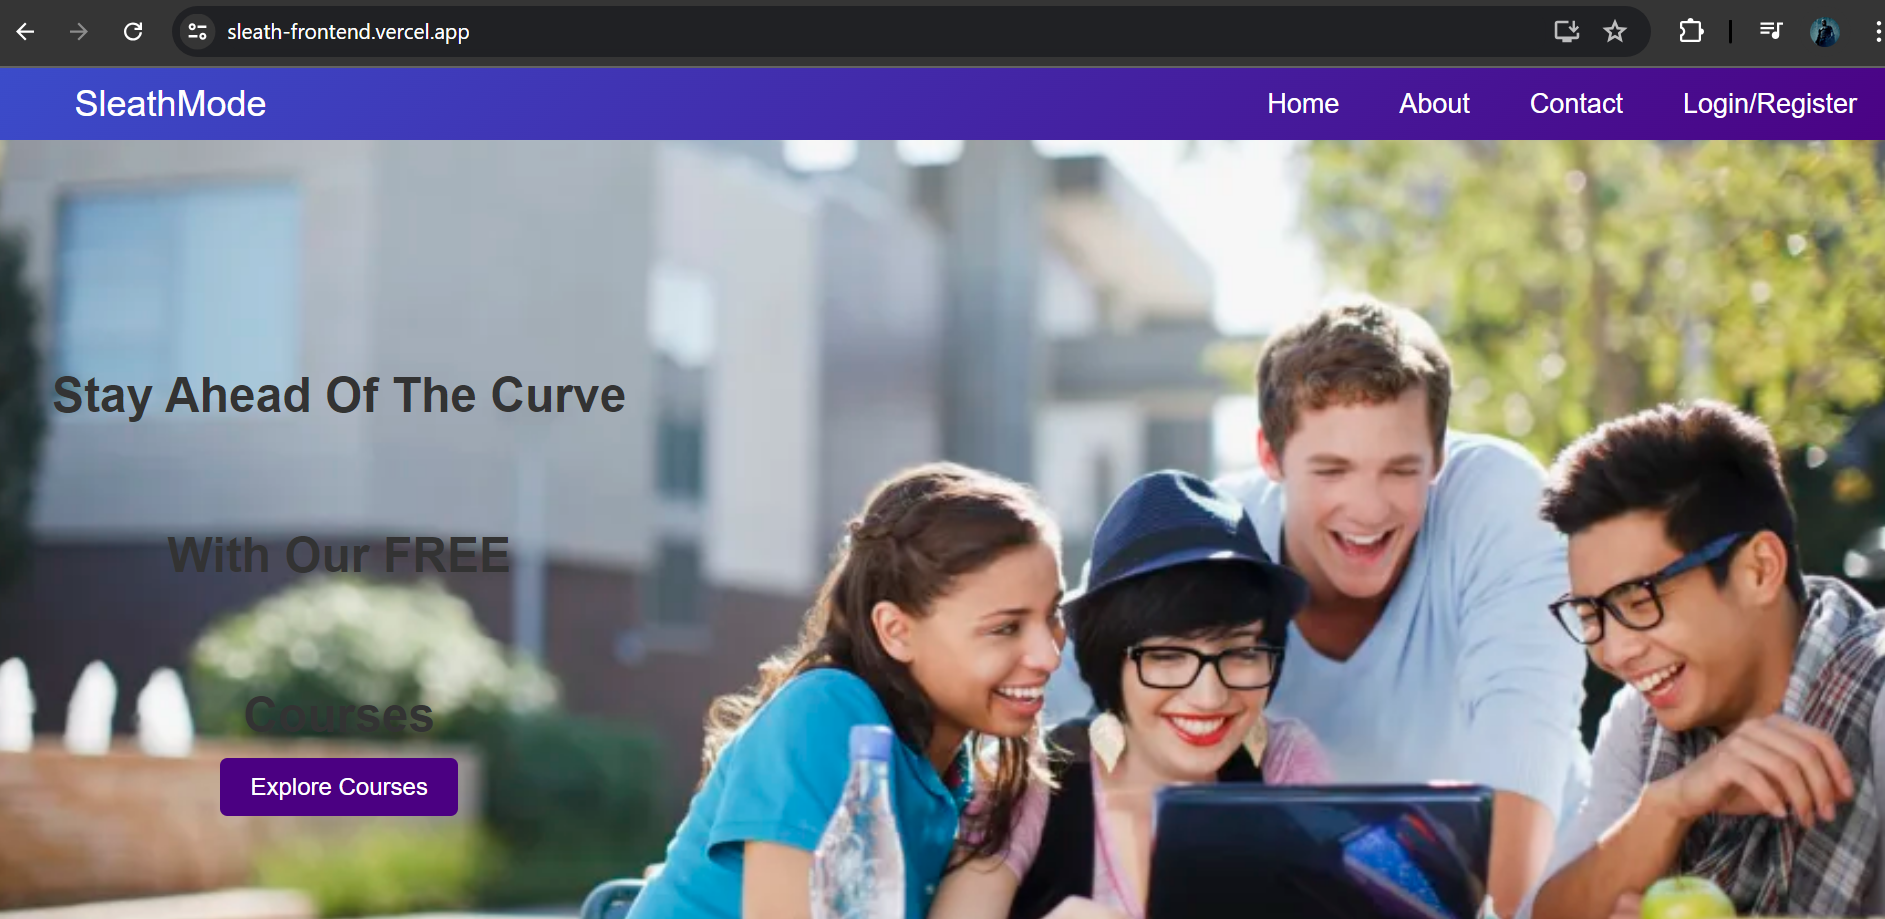 sleath-frontend.vercel.app
SleathMode
Home About Contact Login/Register
Stay Ahead Of The Curve
With Our FREE
Courses
Explore Courses